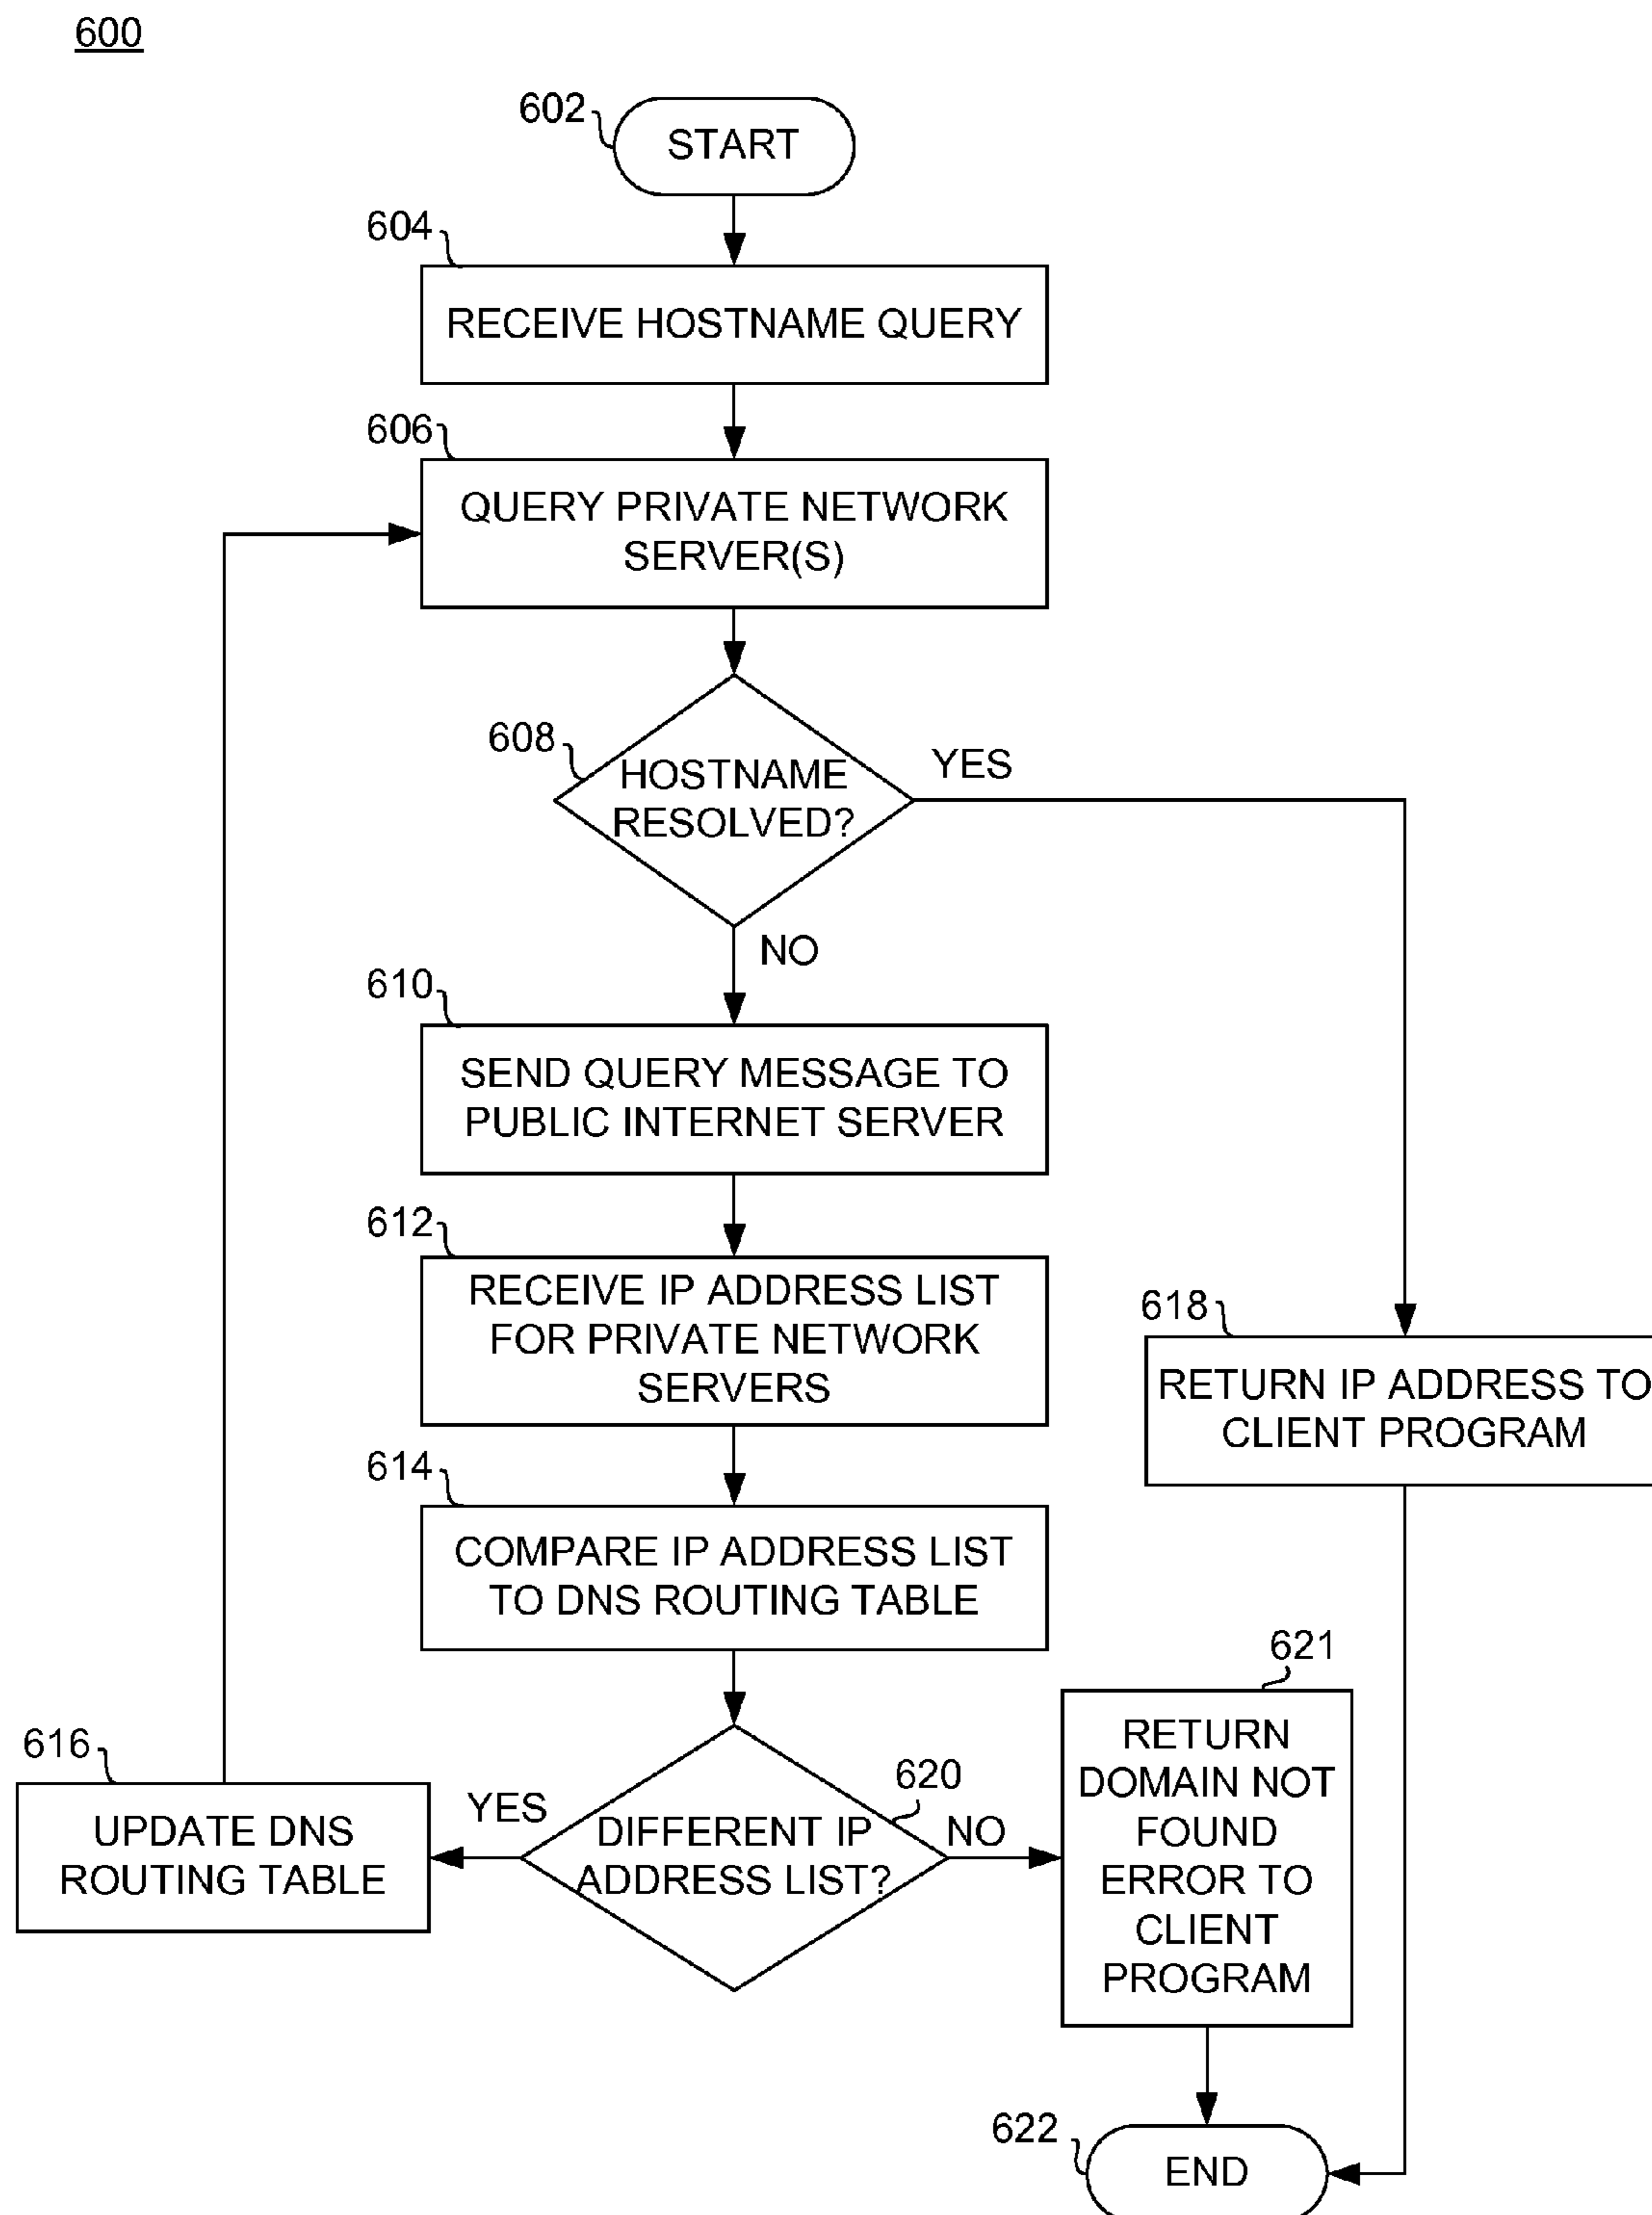 600
602
START
604
RECEIVE HOSTNAME QUERY
606
QUERY PRIVATE NETWORK
SERVER(S)
608
HOSTNAME
RESOLVED?
YES
NO
610
SEND QUERY MESSAGE TO
PUBLIC INTERNET SERVER
612
RECEIVE IP ADDRESS LIST
FOR PRIVATE NETWORK
SERVERS
618
RETURN IP ADDRESS TO
CLIENT PROGRAM
614
COMPARE IP ADDRESS LIST
TO DNS ROUTING TABLE
616
UPDATE DNS
ROUTING TABLE
YES
620
DIFFERENT IP
ADDRESS LIST?
NO
621
RETURN
DOMAIN NOT
FOUND
ERROR TO
CLIENT
PROGRAM
622
END